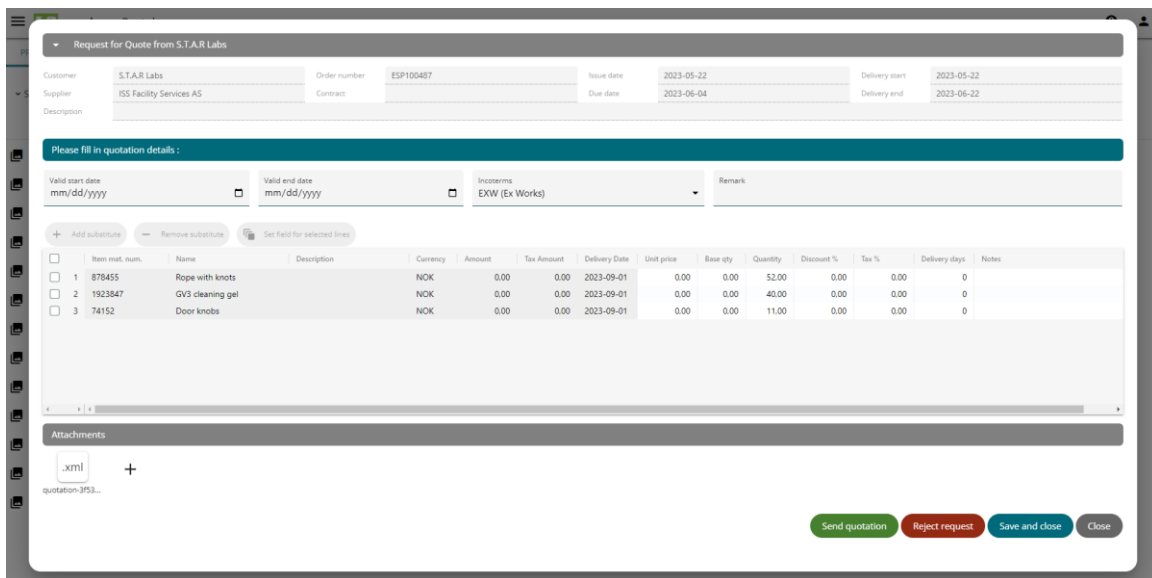 Request for Quote from S.T.A.R Labs
Customer S.T.A.R Labs Order number ESP100487 Issue date 2023-05-22 Delivery start 2023-05-22
Supplier ISS Facility Services AS Contract Due date 2023-06-04 Delivery end 2023-06-22
Description
Please fill in quotation details :
Valid start date Valid end date Incoterms Remark
mm/dd/yyyy mm/dd/yyyy EXW (Ex Works)
+ Add substitute − Remove substitute Set field for selected lines
Item mat. num. Name Description Currency Amount Tax Amount Delivery Date Unit price Base qty Quantity Discount % Tax % Delivery days Notes
1 878455 Rope with knots NOK 0.00 0.00 2023-09-01 0.00 0.00 52.00 0.00 0.00 0
2 1923847 GV3 cleaning gel NOK 0.00 0.00 2023-09-01 0.00 0.00 40.00 0.00 0.00 0
3 74152 Door knobs NOK 0.00 0.00 2023-09-01 0.00 0.00 11.00 0.00 0.00 0
Attachments
.xml +
quotation-3f53...
Send quotation Reject request Save and close Close